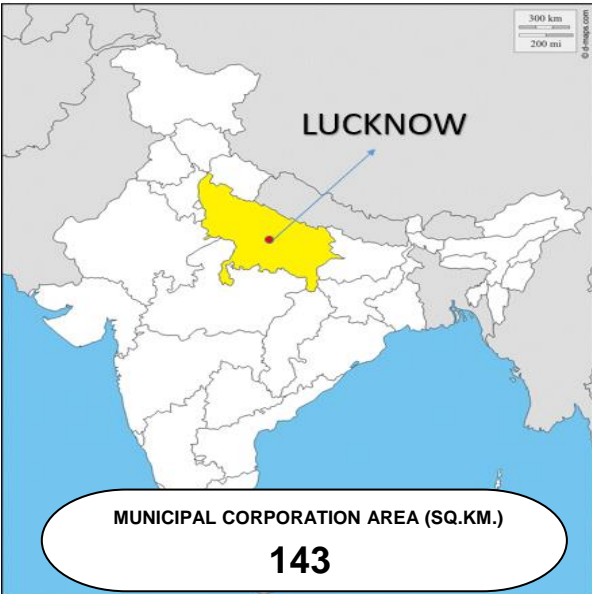 300 km
200 mi
© d-maps.com
LUCKNOW
MUNICIPAL CORPORATION AREA (SQ.KM.)
143